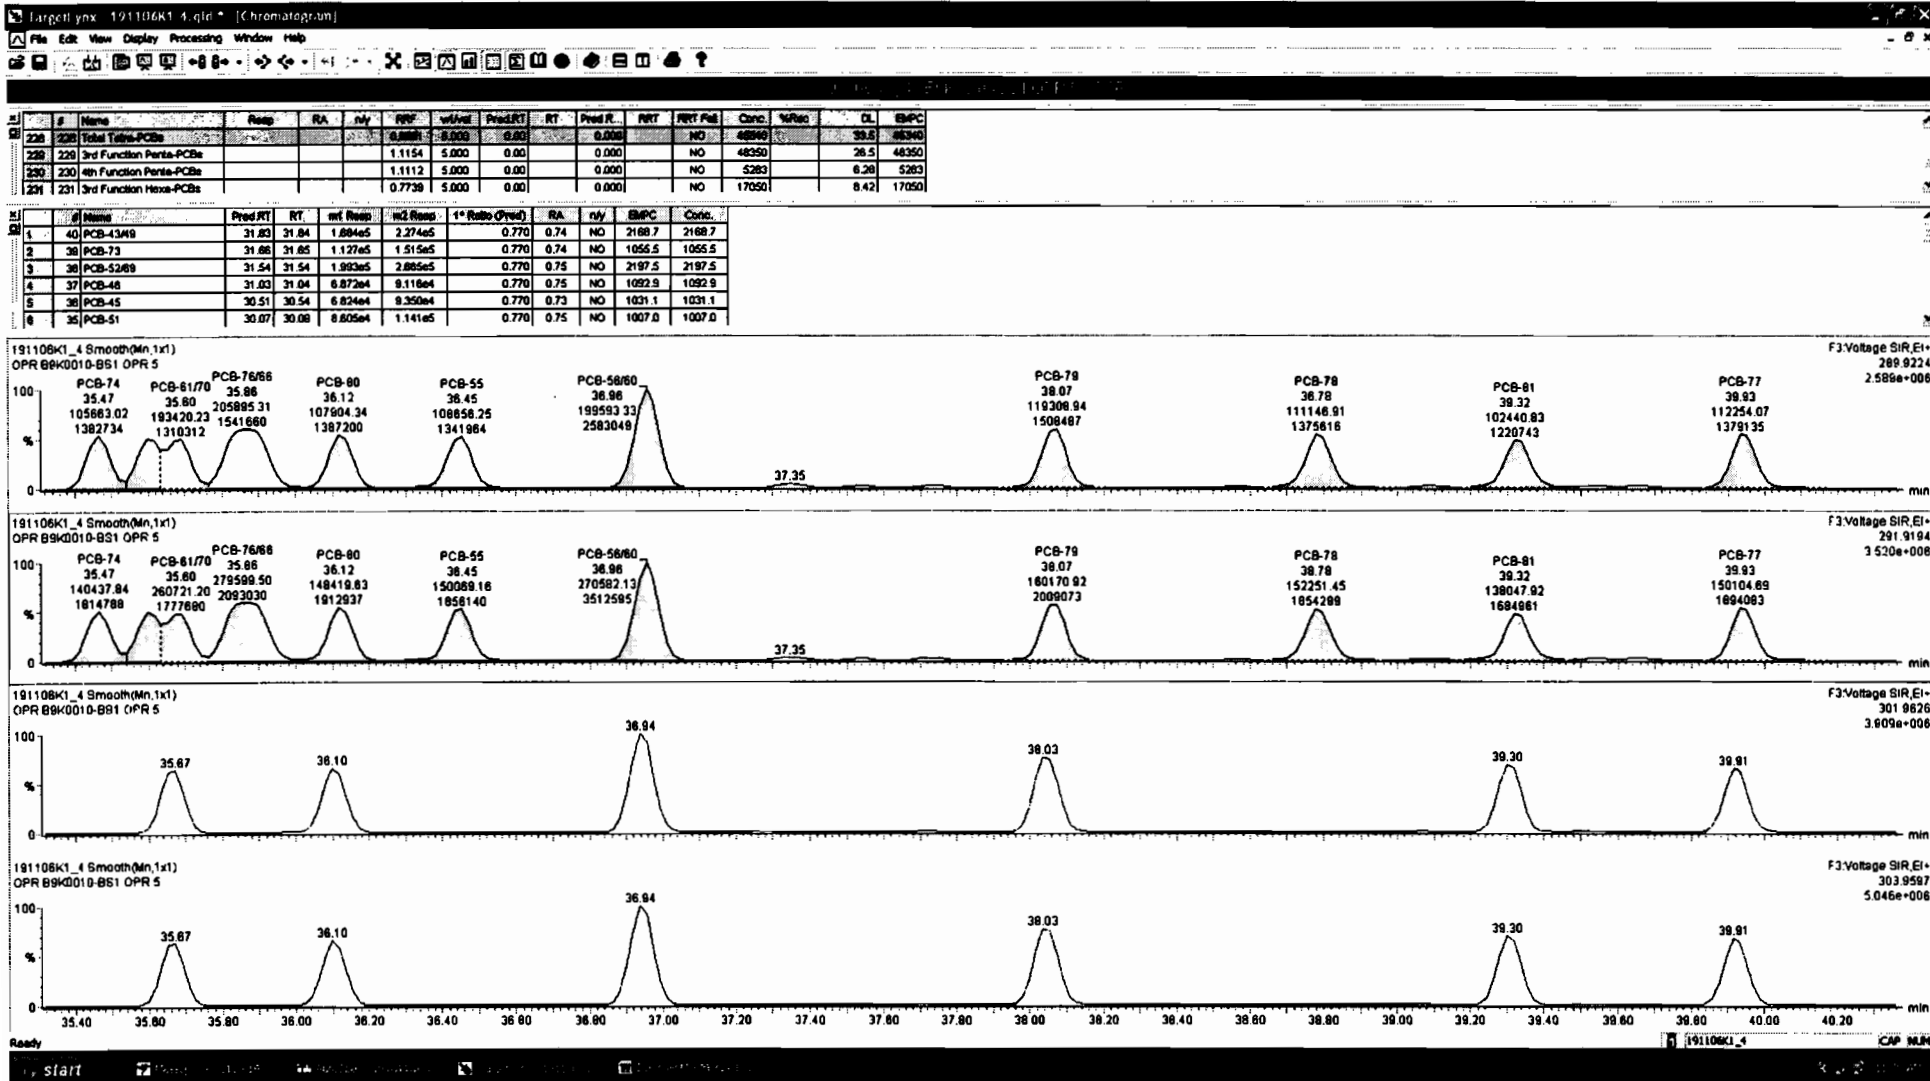 TargetLynx - 191106K1_4.qld * - [Chromatogram]
File Edit View Display Processing Window Help
# Name Resp RA n/y RRF wt/vol Pred.RT RT Pred R... RRT RRT Fail Conc. %Rec DL EMPC
228 228 Total Tetra-PCBs 5.000 0.00 0.000 NO 33.5
229 229 3rd Function Penta-PCBs 1.1154 5.000 0.00 0.000 NO 48350 26.5 48350
230 230 4th Function Penta-PCBs 1.1112 5.000 0.00 0.000 NO 5283 6.28 5283
231 231 3rd Function Hexa-PCBs 0.7739 5.000 0.00 0.000 NO 17050 8.42 17050
# Name Pred.RT RT m1 Resp m2 Resp 1° Ratio (Pred) RA n/y EMPC Conc.
1 40 PCB-43/49 31.83 31.84 1.684e5 2.274e5 0.770 0.74 NO 2168.7 2168.7
2 39 PCB-73 31.66 31.65 1.127e5 1.515e5 0.770 0.74 NO 1055.5 1055.5
3 38 PCB-52/69 31.54 31.54 1.993e5 2.665e5 0.770 0.75 NO 2197.5 2197.5
4 37 PCB-46 31.03 31.04 6.872e4 9.116e4 0.770 0.75 NO 1092.9 1092.9
5 36 PCB-45 30.51 30.54 6.824e4 9.350e4 0.770 0.73 NO 1031.1 1031.1
6 35 PCB-51 30.07 30.08 8.605e4 1.141e5 0.770 0.75 NO 1007.0 1007.0
191106K1_4 Smooth(Mn,1x1)
OPR B9K0010-BS1 OPR 5
F3:Voltage SIR,EI+
289.9224
2.589e+006
PCB-74 PCB-61/70 PCB-76/66 PCB-80 PCB-55 PCB-56/60 PCB-79 PCB-78 PCB-81 PCB-77
35.47 35.60 35.86 36.12 36.45 36.96 38.07 38.78 39.32 39.93
105663.02 193420.23 205895.31 107904.34 108656.25 199593.33 119308.94 111146.91 102440.83 112254.07
1382734 1310312 1541660 1387200 1341964 2583049 1508487 1375616 1220743 1379135
100
%
0
37.35
min
191106K1_4 Smooth(Mn,1x1)
OPR B9K0010-BS1 OPR 5
F3:Voltage SIR,EI+
291.9194
3.520e+006
PCB-74 PCB-61/70 PCB-76/66 PCB-80 PCB-55 PCB-56/60 PCB-79 PCB-78 PCB-81 PCB-77
35.47 35.60 35.86 36.12 36.45 36.96 38.07 38.78 39.32 39.93
140437.84 260721.20 279599.50 148419.63 150069.16 270582.13 160170.92 152251.45 138047.92 150104.69
1814788 1777680 2093030 1912937 1856140 3512595 2009073 1854299 1684961 1894083
100
%
0
37.35
min
191106K1_4 Smooth(Mn,1x1)
OPR B9K0010-BS1 OPR 5
F3:Voltage SIR,EI+
301.9626
3.909e+006
100
%
0
35.67 36.10 36.94 38.03 39.30 39.91
min
191106K1_4 Smooth(Mn,1x1)
OPR B9K0010-BS1 OPR 5
F3:Voltage SIR,EI+
303.9597
5.046e+006
100
%
0
35.67 36.10 36.94 38.03 39.30 39.91
min
35.40 35.60 35.80 36.00 36.20 36.40 36.60 36.80 37.00 37.20 37.40 37.60 37.80 38.00 38.20 38.40 38.60 38.80 39.00 39.20 39.40 39.60 39.80 40.00 40.20
Ready
191106K1_4
CAP NUM
start